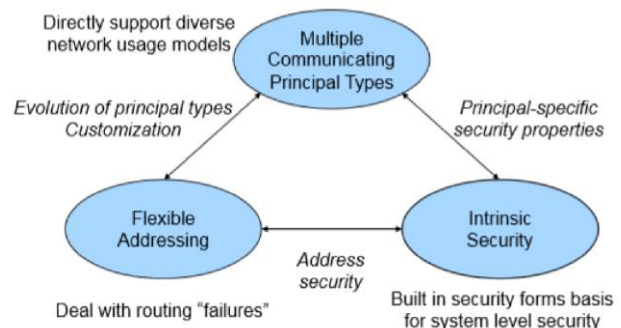 Directly support diverse
network usage models
Multiple
Communicating
Principal Types
Evolution of principal types
Customization
Principal-specific
security properties
Flexible
Addressing
Intrinsic
Security
Address
security
Deal with routing “failures”
Built in security forms basis
for system level security